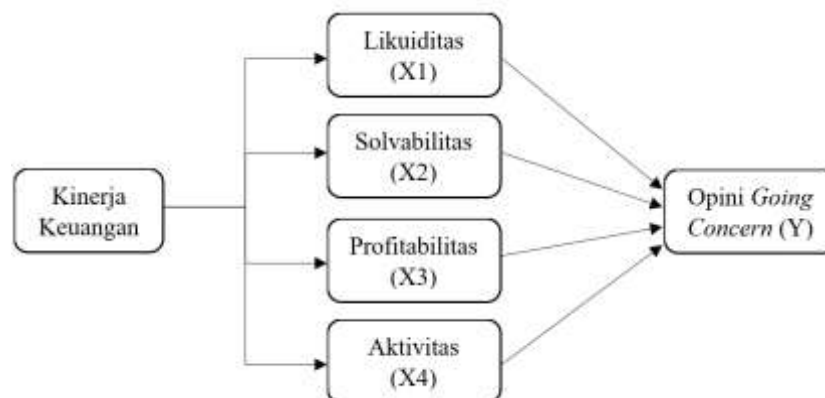 Likuiditas
(X1)
Solvabilitas
(X2)
Kinerja
Keuangan
Opini Going
Concern (Y)
Profitabilitas
(X3)
Aktivitas
(X4)